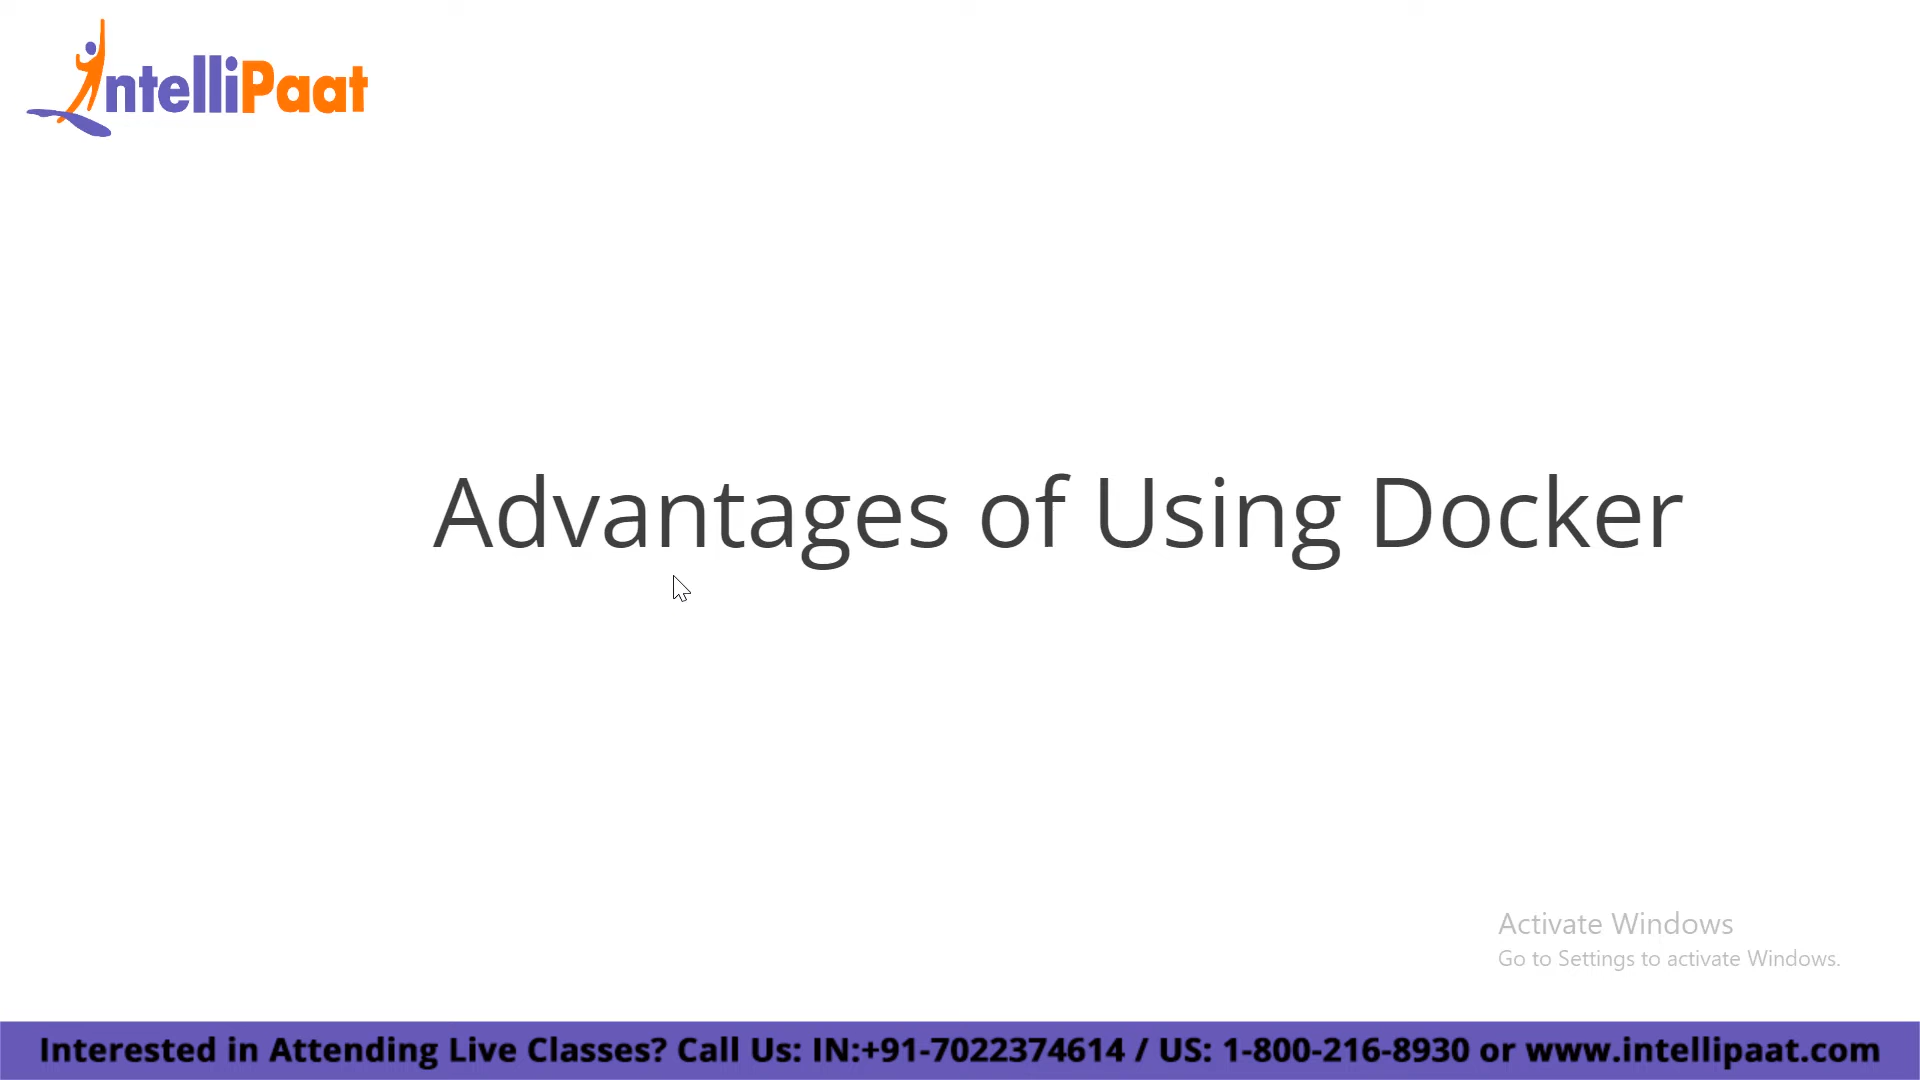 IntelliPaat
Advantages of Using Docker
Activate Windows
Go to Settings to activate Windows.
Interested in Attending Live Classes? Call Us: IN:+91-7022374614 / US: 1-800-216-8930 or www.intellipaat.com